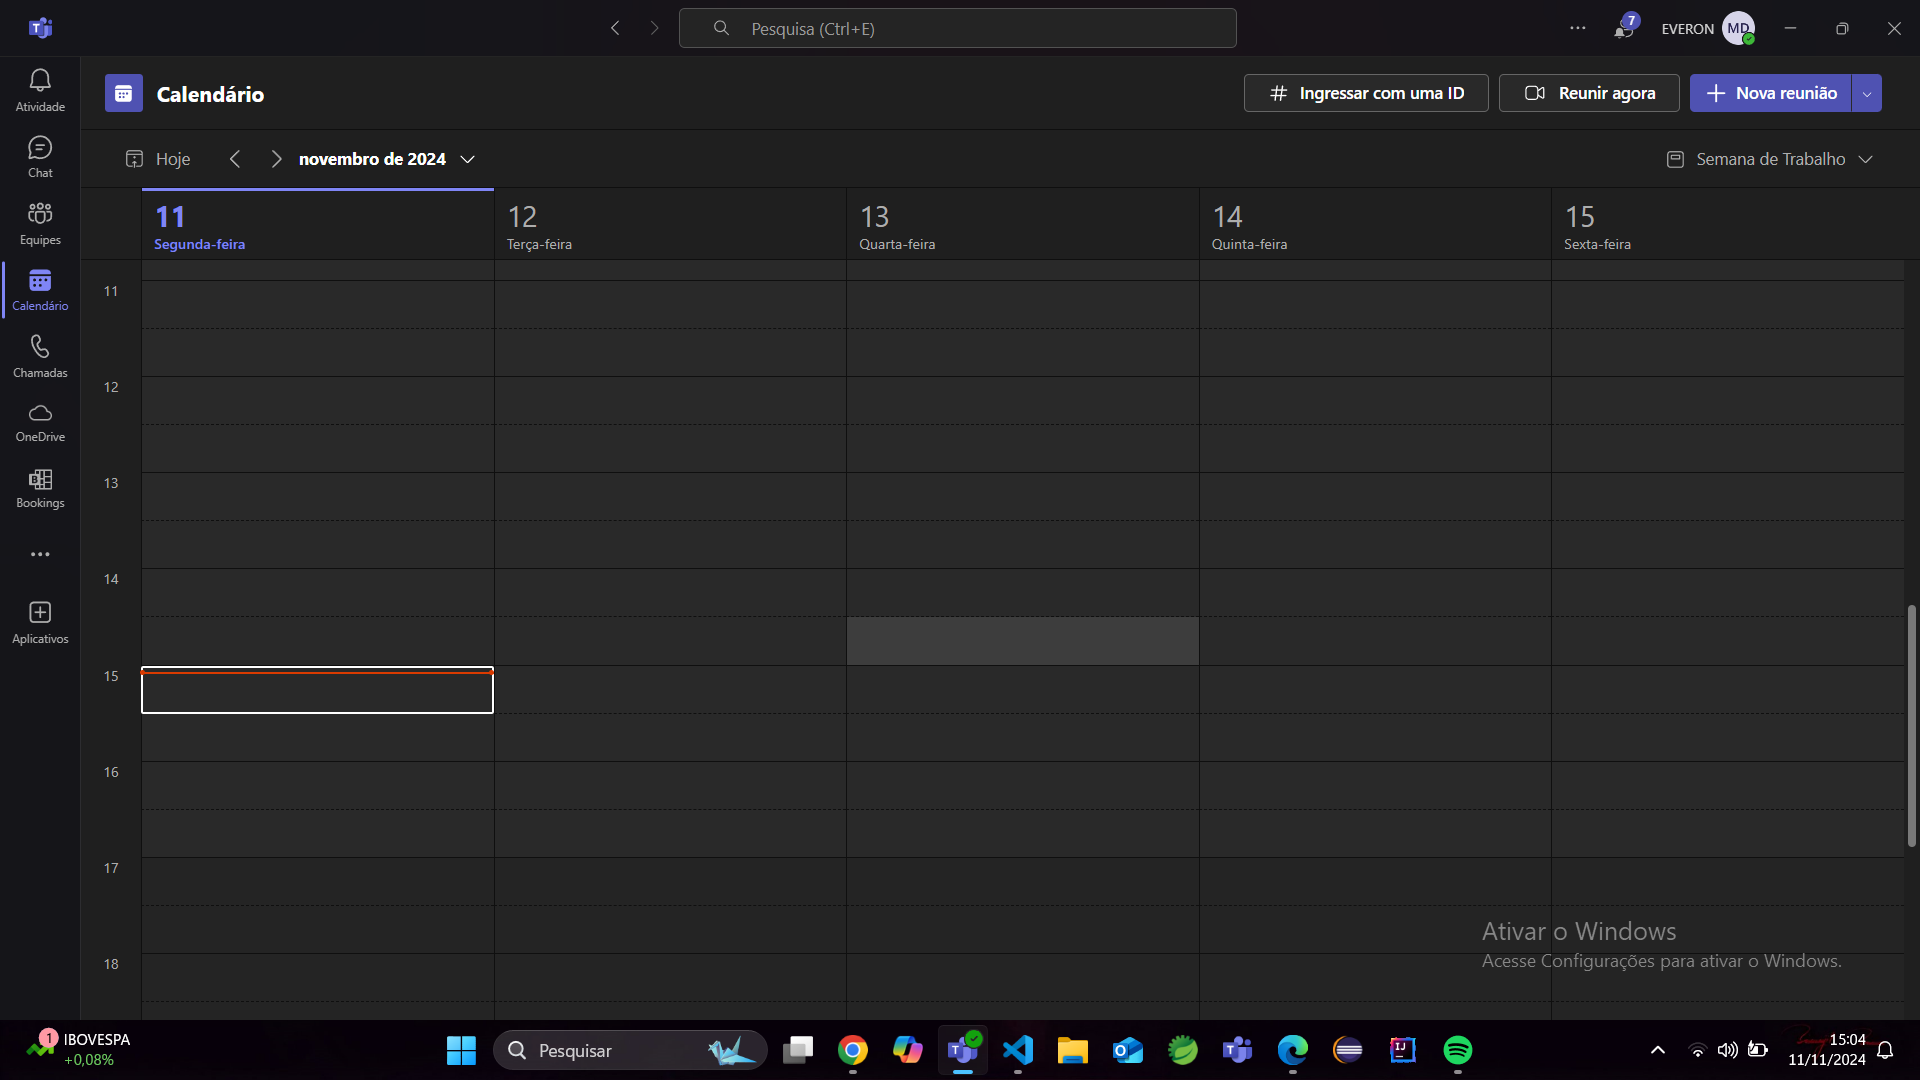 Pesquisa (Ctrl+E)
7
EVERON
MD
Atividade
Chat
Equipes
Calendário
Chamadas
OneDrive
Bookings
Aplicativos
Calendário
Ingressar com uma ID
Reunir agora
Nova reunião
Hoje
novembro de 2024
Semana de Trabalho
11
Segunda-feira
12
Terça-feira
13
Quarta-feira
14
Quinta-feira
15
Sexta-feira
11
12
13
14
15
16
17
18
Ativar o Windows
Acesse Configurações para ativar o Windows.
1
IBOVESPA
+0,08%
Pesquisar
15:04
11/11/2024